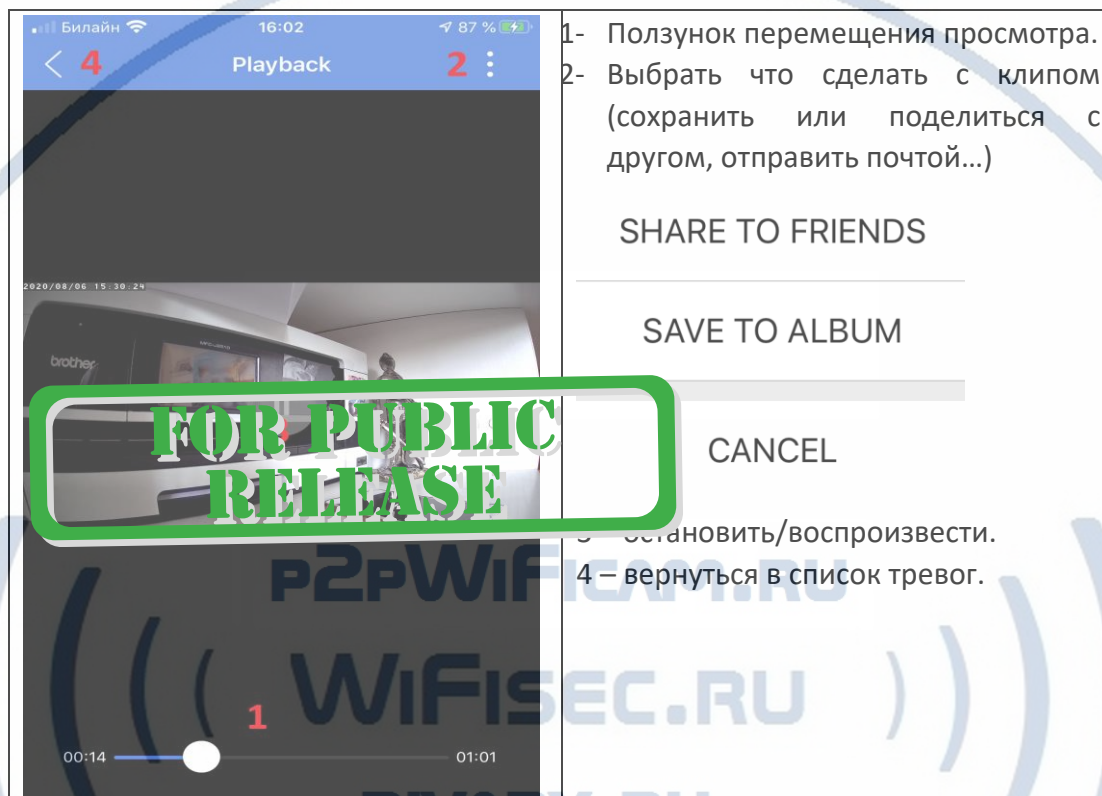 Билайн 16:02 87 %
4 Playback 2
2020/08/06 15:30:24
brother
FOR PUBLIC
RELEASE
1
00:14 01:01
1- Ползунок перемещения просмотра.
2- Выбрать что сделать с клипом
(сохранить или поделиться с
другом, отправить почтой…)
SHARE TO FRIENDS
SAVE TO ALBUM
CANCEL
остановить/воспроизвести.
4 – вернуться в список тревог.
P2PWIFICAM.RU
WIFISEC.RU